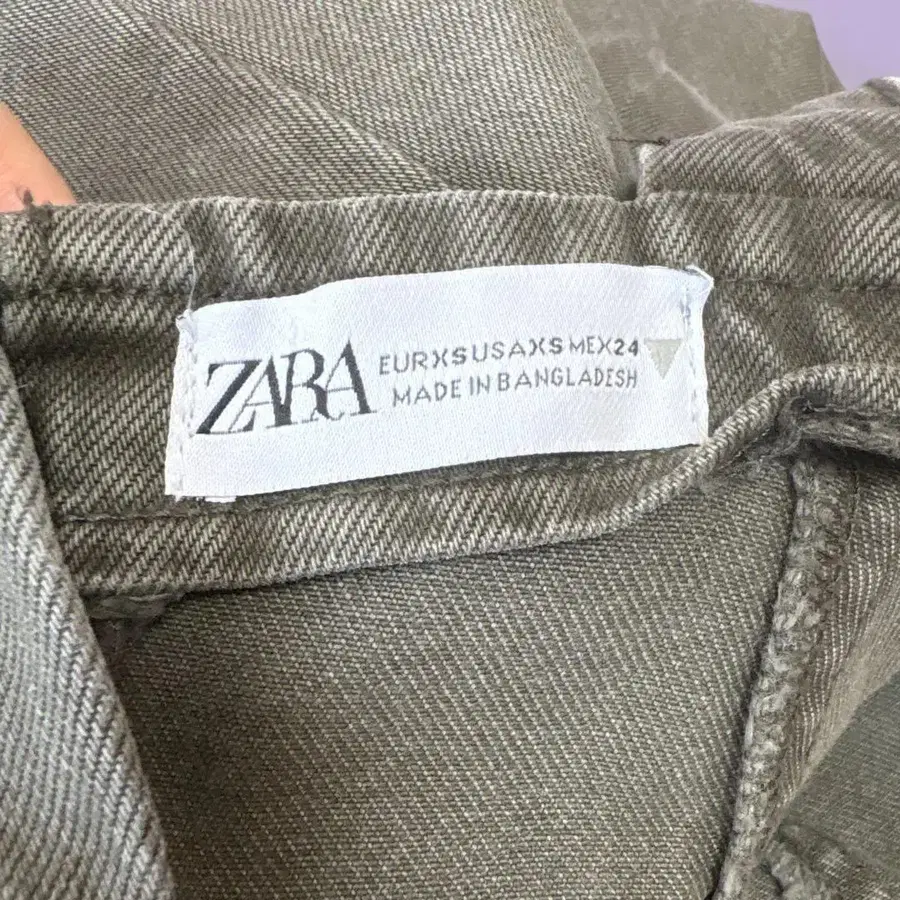 ZARA
EUR XS USA XS MEX 24
MADE IN BANGLADESH